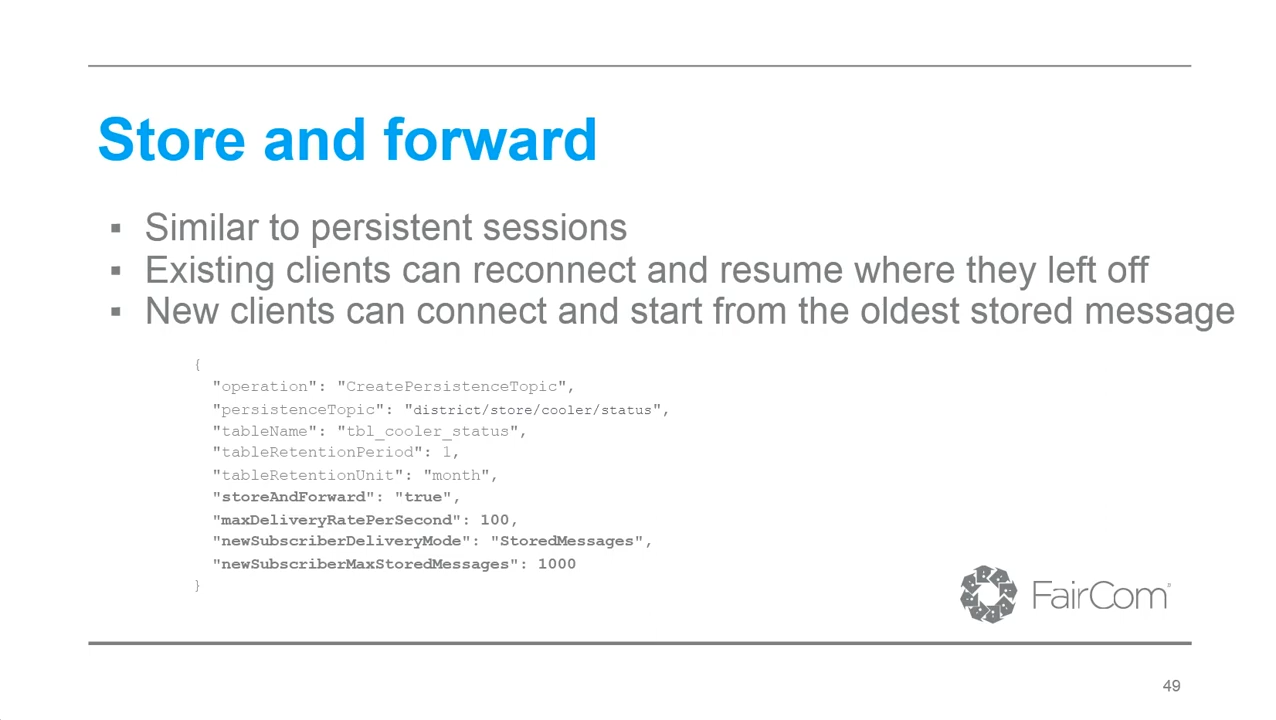 Store and forward
▪ Similar to persistent sessions
▪ Existing clients can reconnect and resume where they left off
▪ New clients can connect and start from the oldest stored message
{
"operation": "CreatePersistenceTopic",
"persistenceTopic": "district/store/cooler/status",
"tableName": "tbl_cooler_status",
"tableRetentionPeriod": 1,
"tableRetentionUnit": "month",
"storeAndForward": "true",
"maxDeliveryRatePerSecond": 100,
"newSubscriberDeliveryMode": "StoredMessages",
"newSubscriberMaxStoredMessages": 1000
}
FairCom
49